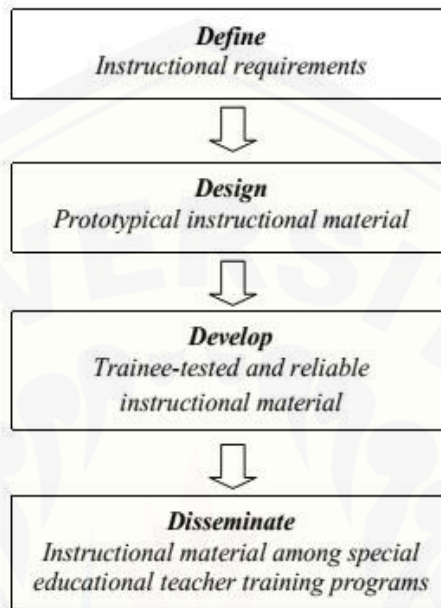 Define
Instructional requirements
Design
Prototypical instructional material
Develop
Trainee-tested and reliable
instructional material
Disseminate
Instructional material among special
educational teacher training programs